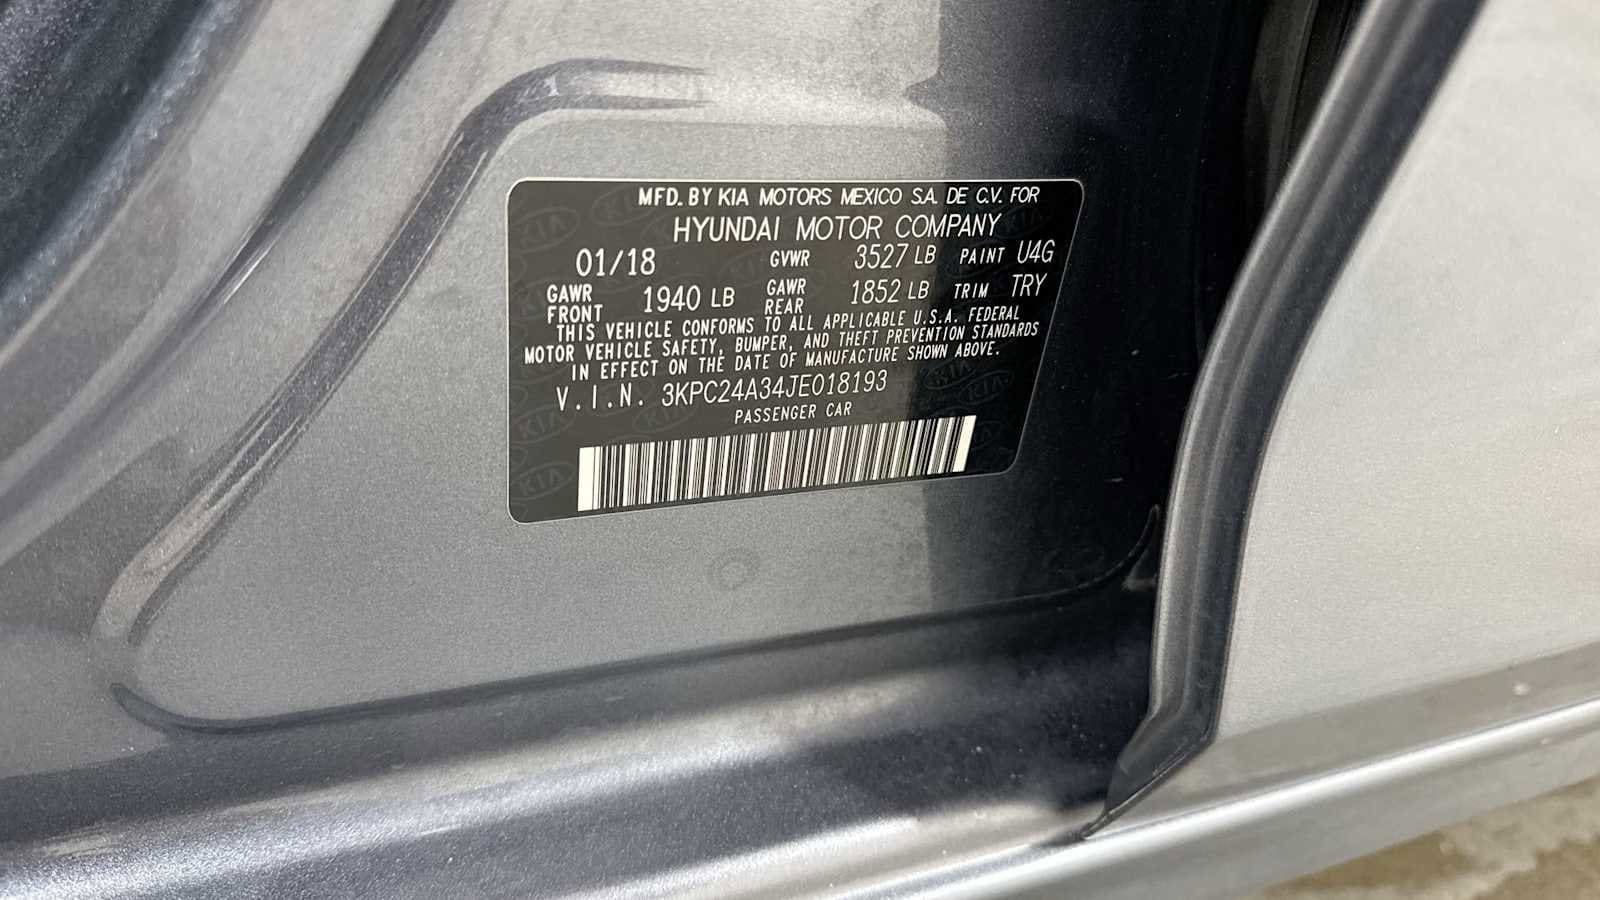 MFD. BY KIA MOTORS MEXICO S.A. DE C.V. FOR
HYUNDAI MOTOR COMPANY
01/18 GVWR 3527 LB PAINT U4G
GAWR FRONT 1940 LB GAWR REAR 1852 LB TRIM TRY
THIS VEHICLE CONFORMS TO ALL APPLICABLE U.S.A. FEDERAL
MOTOR VEHICLE SAFETY, BUMPER, AND THEFT PREVENTION STANDARDS
IN EFFECT ON THE DATE OF MANUFACTURE SHOWN ABOVE.
V.I.N. 3KPC24A34JE018193
PASSENGER CAR